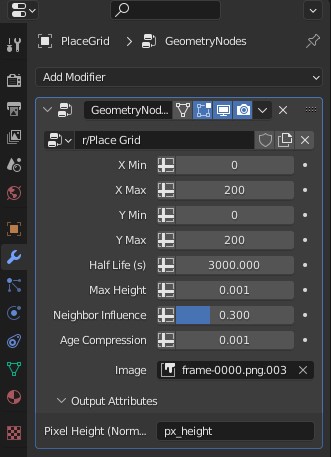 PlaceGrid > GeometryNodes
Add Modifier
GeometryNod...
r/Place Grid
X Min 0
X Max 200
Y Min 0
Y Max 200
Half Life (s) 3000.000
Max Height 0.001
Neighbor Influence 0.300
Age Compression 0.001
Image frame-0000.png.003
Output Attributes
Pixel Height (Norm... px_height